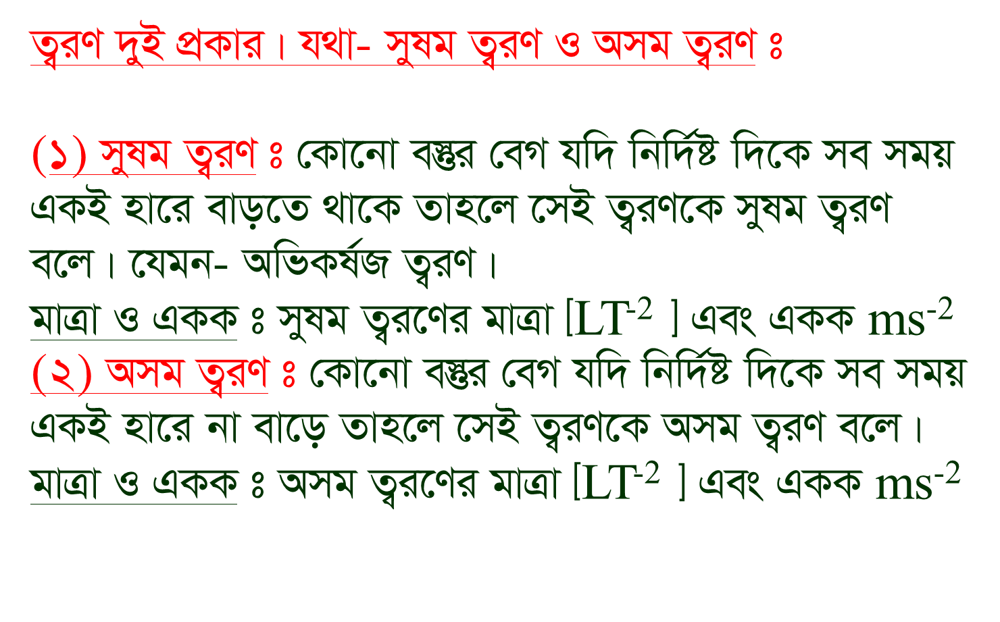 ত্বরণ দুই প্রকার। যথা- সুষম ত্বরণ ও অসম ত্বরণ ঃ
(১) সুষম ত্বরণ ঃ কোনো বস্তুর বেগ যদি নির্দিষ্ট দিকে সব সময়
একই হারে বাড়তে থাকে তাহলে সেই ত্বরণকে সুষম ত্বরণ
বলে। যেমন- অভিকর্ষজ ত্বরণ।
মাত্রা ও একক ঃ সুষম ত্বরণের মাত্রা [LT⁻² ] এবং একক ms⁻²
(২) অসম ত্বরণ ঃ কোনো বস্তুর বেগ যদি নির্দিষ্ট দিকে সব সময়
একই হারে না বাড়ে তাহলে সেই ত্বরণকে অসম ত্বরণ বলে।
মাত্রা ও একক ঃ অসম ত্বরণের মাত্রা [LT⁻² ] এবং একক ms⁻²